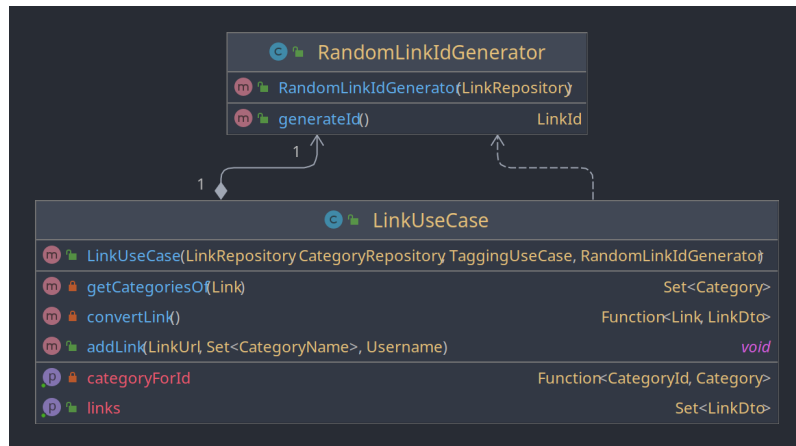 RandomLinkIdGenerator
RandomLinkIdGenerator(LinkRepository)
generateId() LinkId
1
1
LinkUseCase
LinkUseCase(LinkRepository CategoryRepository, TaggingUseCase, RandomLinkIdGenerator)
getCategoriesOf(Link) Set<Category>
convertLink() Function<Link, LinkDto>
addLink(LinkUrl, Set<CategoryName>, Username) void
categoryForId Function<CategoryId, Category>
links Set<LinkDto>